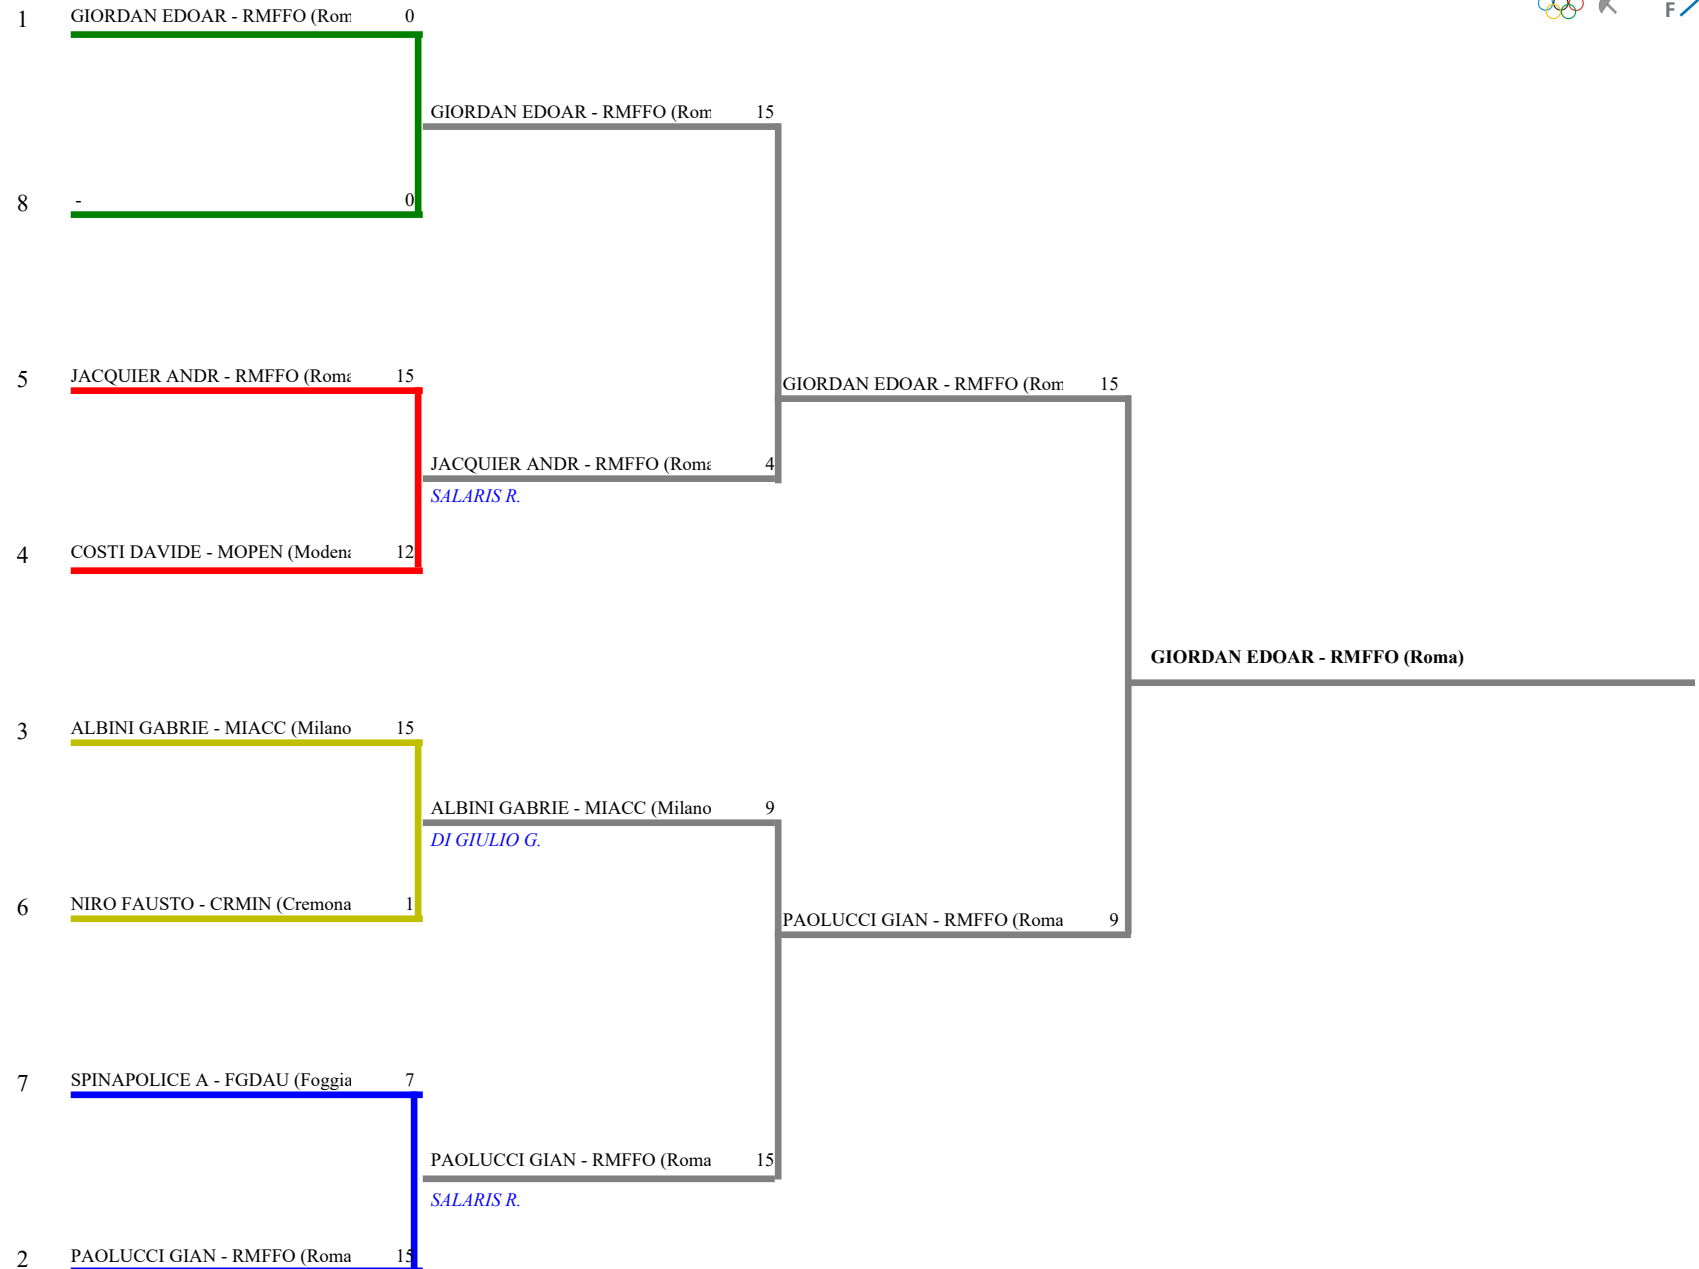 1 GIORDAN EDOAR - RMFFO (Rom 0
F
GIORDAN EDOAR - RMFFO (Rom 15
8 - 0
5 JACQUIER ANDR - RMFFO (Roma 15
GIORDAN EDOAR - RMFFO (Rom 15
JACQUIER ANDR - RMFFO (Roma 4
SALARIS R.
4 COSTI DAVIDE - MOPEN (Modena 12
GIORDAN EDOAR - RMFFO (Roma)
3 ALBINI GABRIE - MIACC (Milano 15
ALBINI GABRIE - MIACC (Milano 9
DI GIULIO G.
6 NIRO FAUSTO - CRMIN (Cremona 1
PAOLUCCI GIAN - RMFFO (Roma 9
7 SPINAPOLICE A - FGDAU (Foggia 7
PAOLUCCI GIAN - RMFFO (Roma 15
SALARIS R.
2 PAOLUCCI GIAN - RMFFO (Roma 15